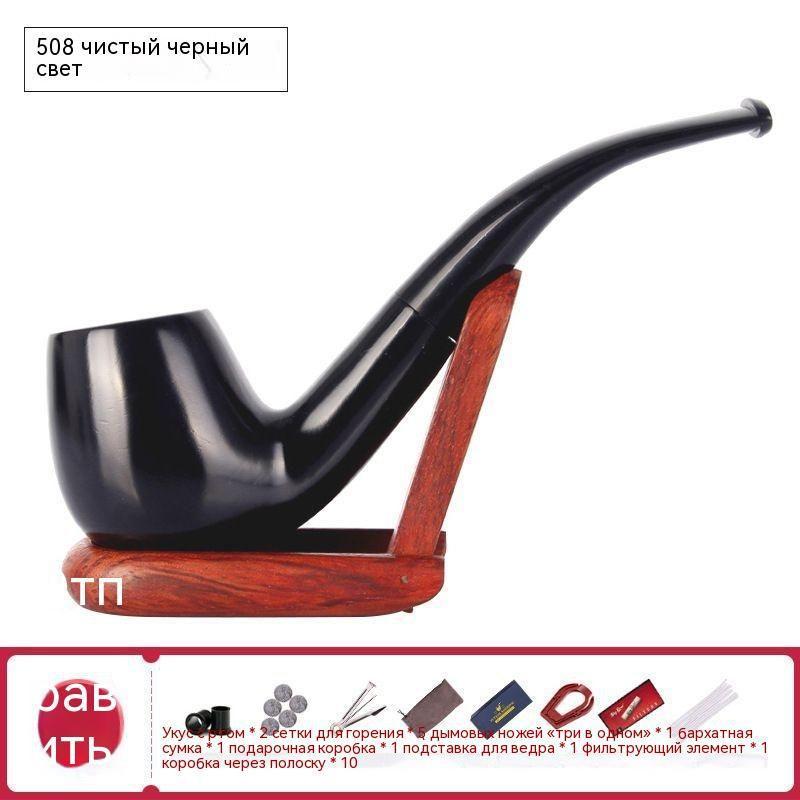 508 чистый черный
свет
тп
рав
ить
Укус с ртом * 2 сетки для горения * 5 дымовых ножей «три в одном» * 1 бархатная
сумка * 1 подарочная коробка * 1 подставка для ведра * 1 фильтрующий элемент * 1
коробка через полоску * 10